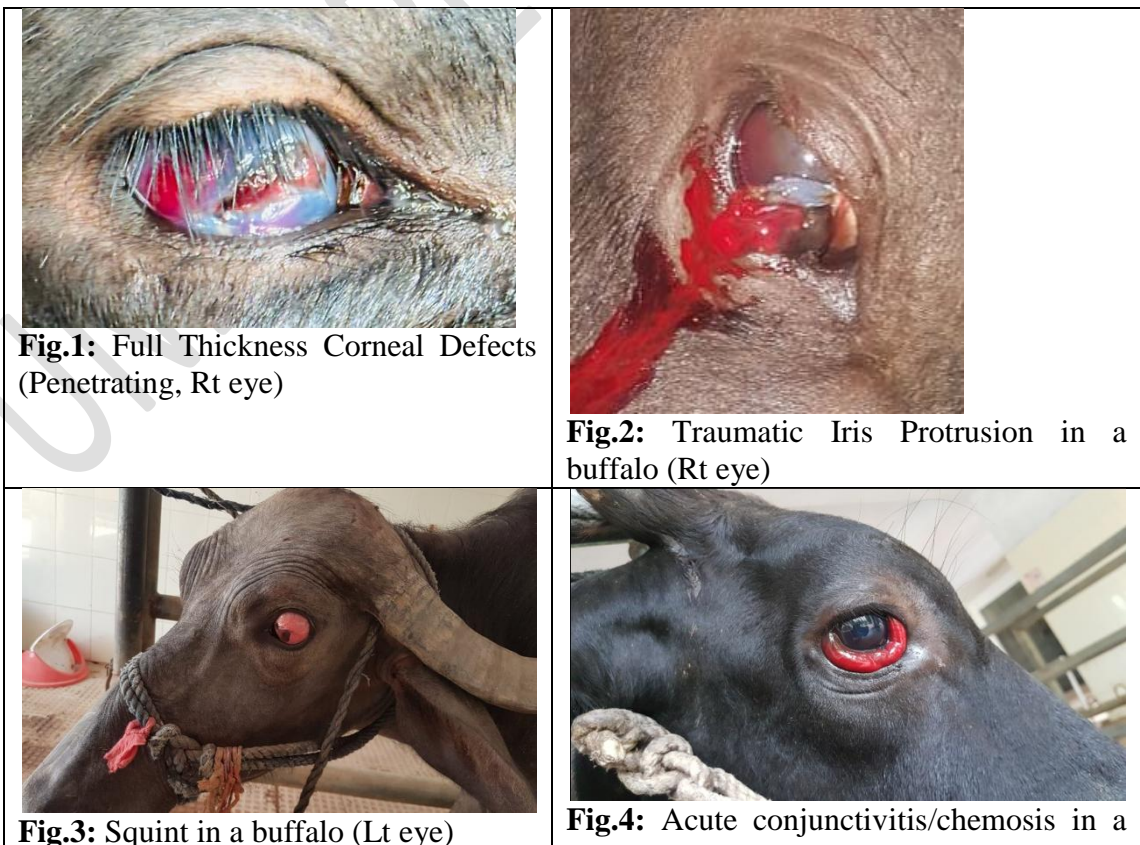 Fig.1: Full Thickness Corneal Defects
(Penetrating, Rt eye)
Fig.2: Traumatic Iris Protrusion in a
buffalo (Rt eye)
Fig.3: Squint in a buffalo (Lt eye)
Fig.4: Acute conjunctivitis/chemosis in a